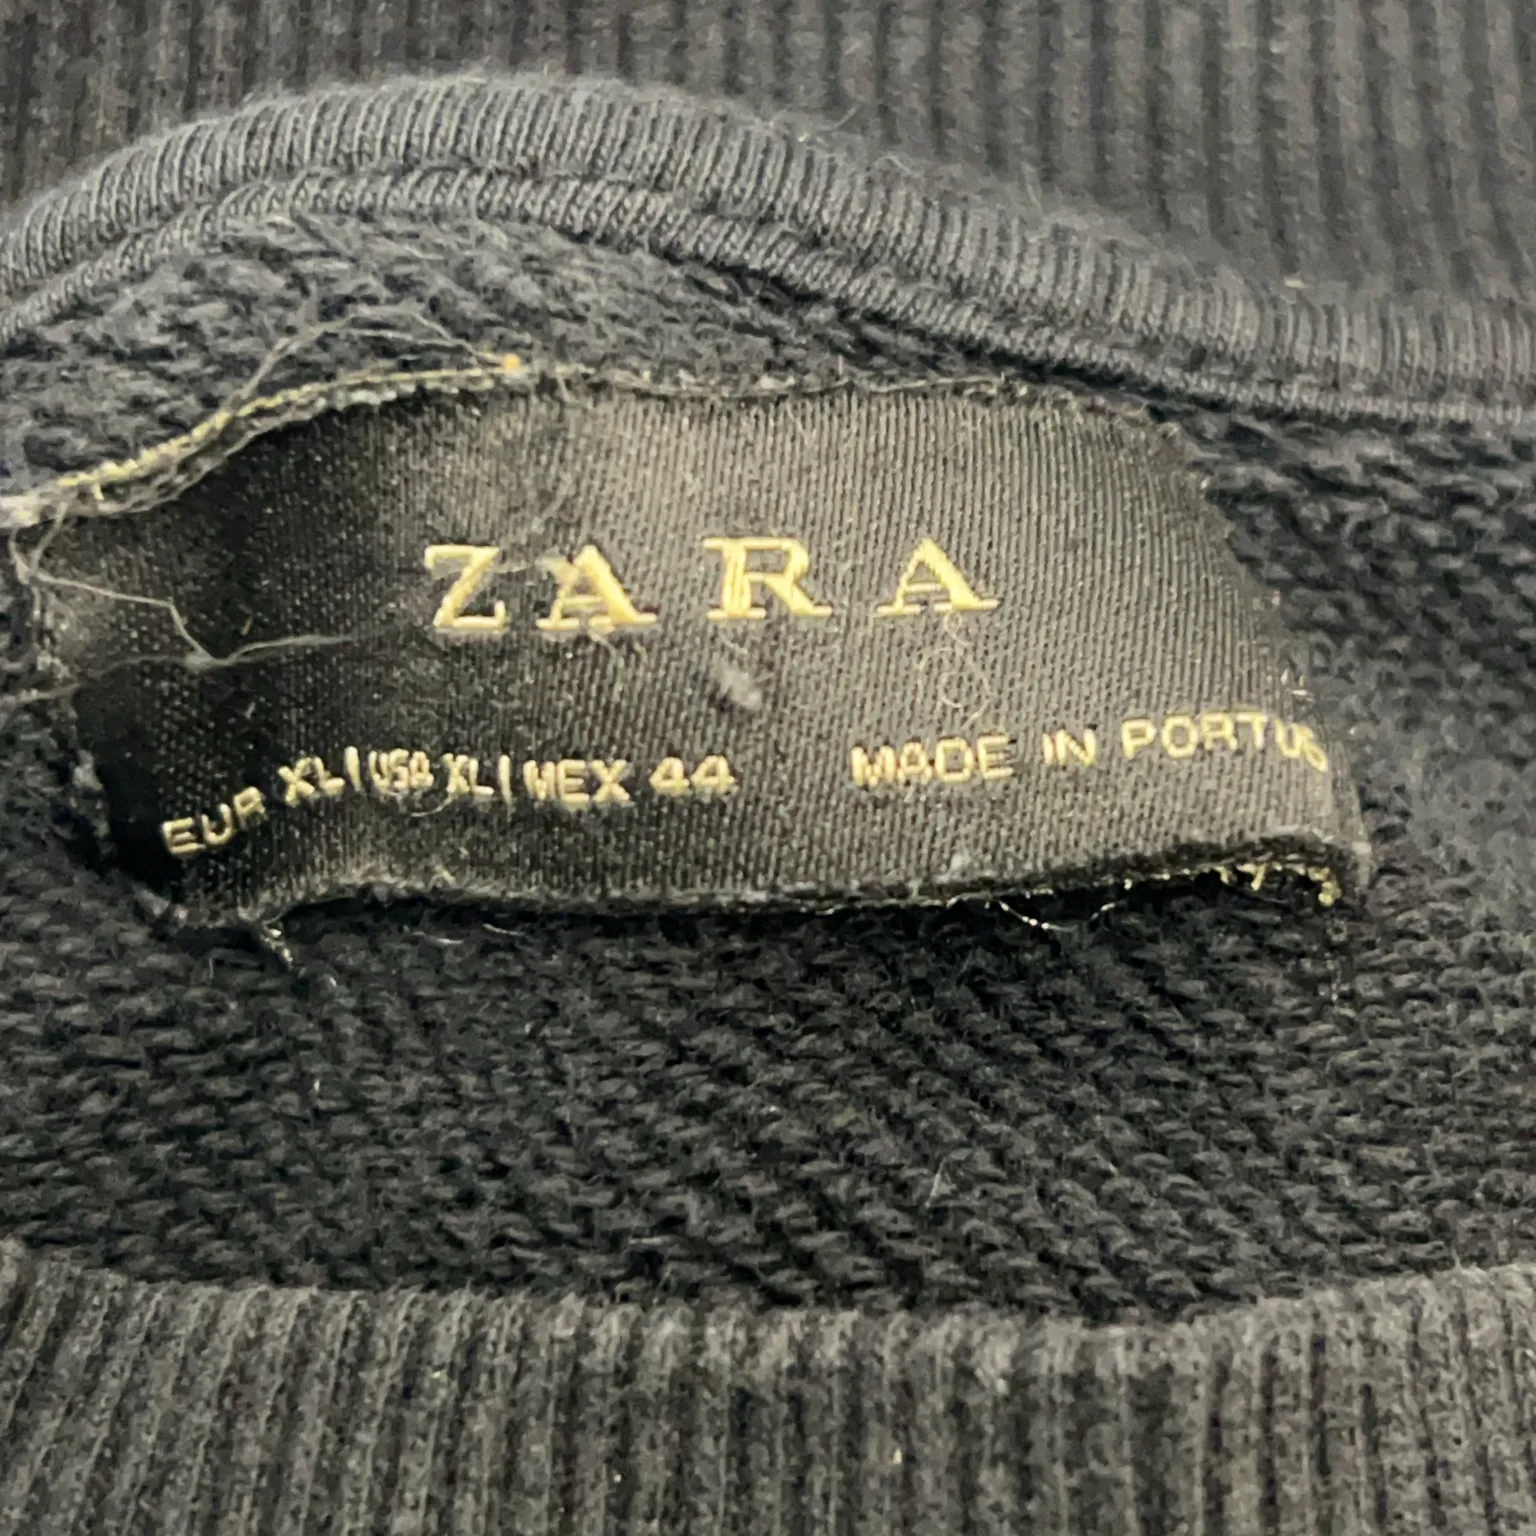 ZARA
EUR XL | USA XL | MEX 44 MADE IN PORTUG